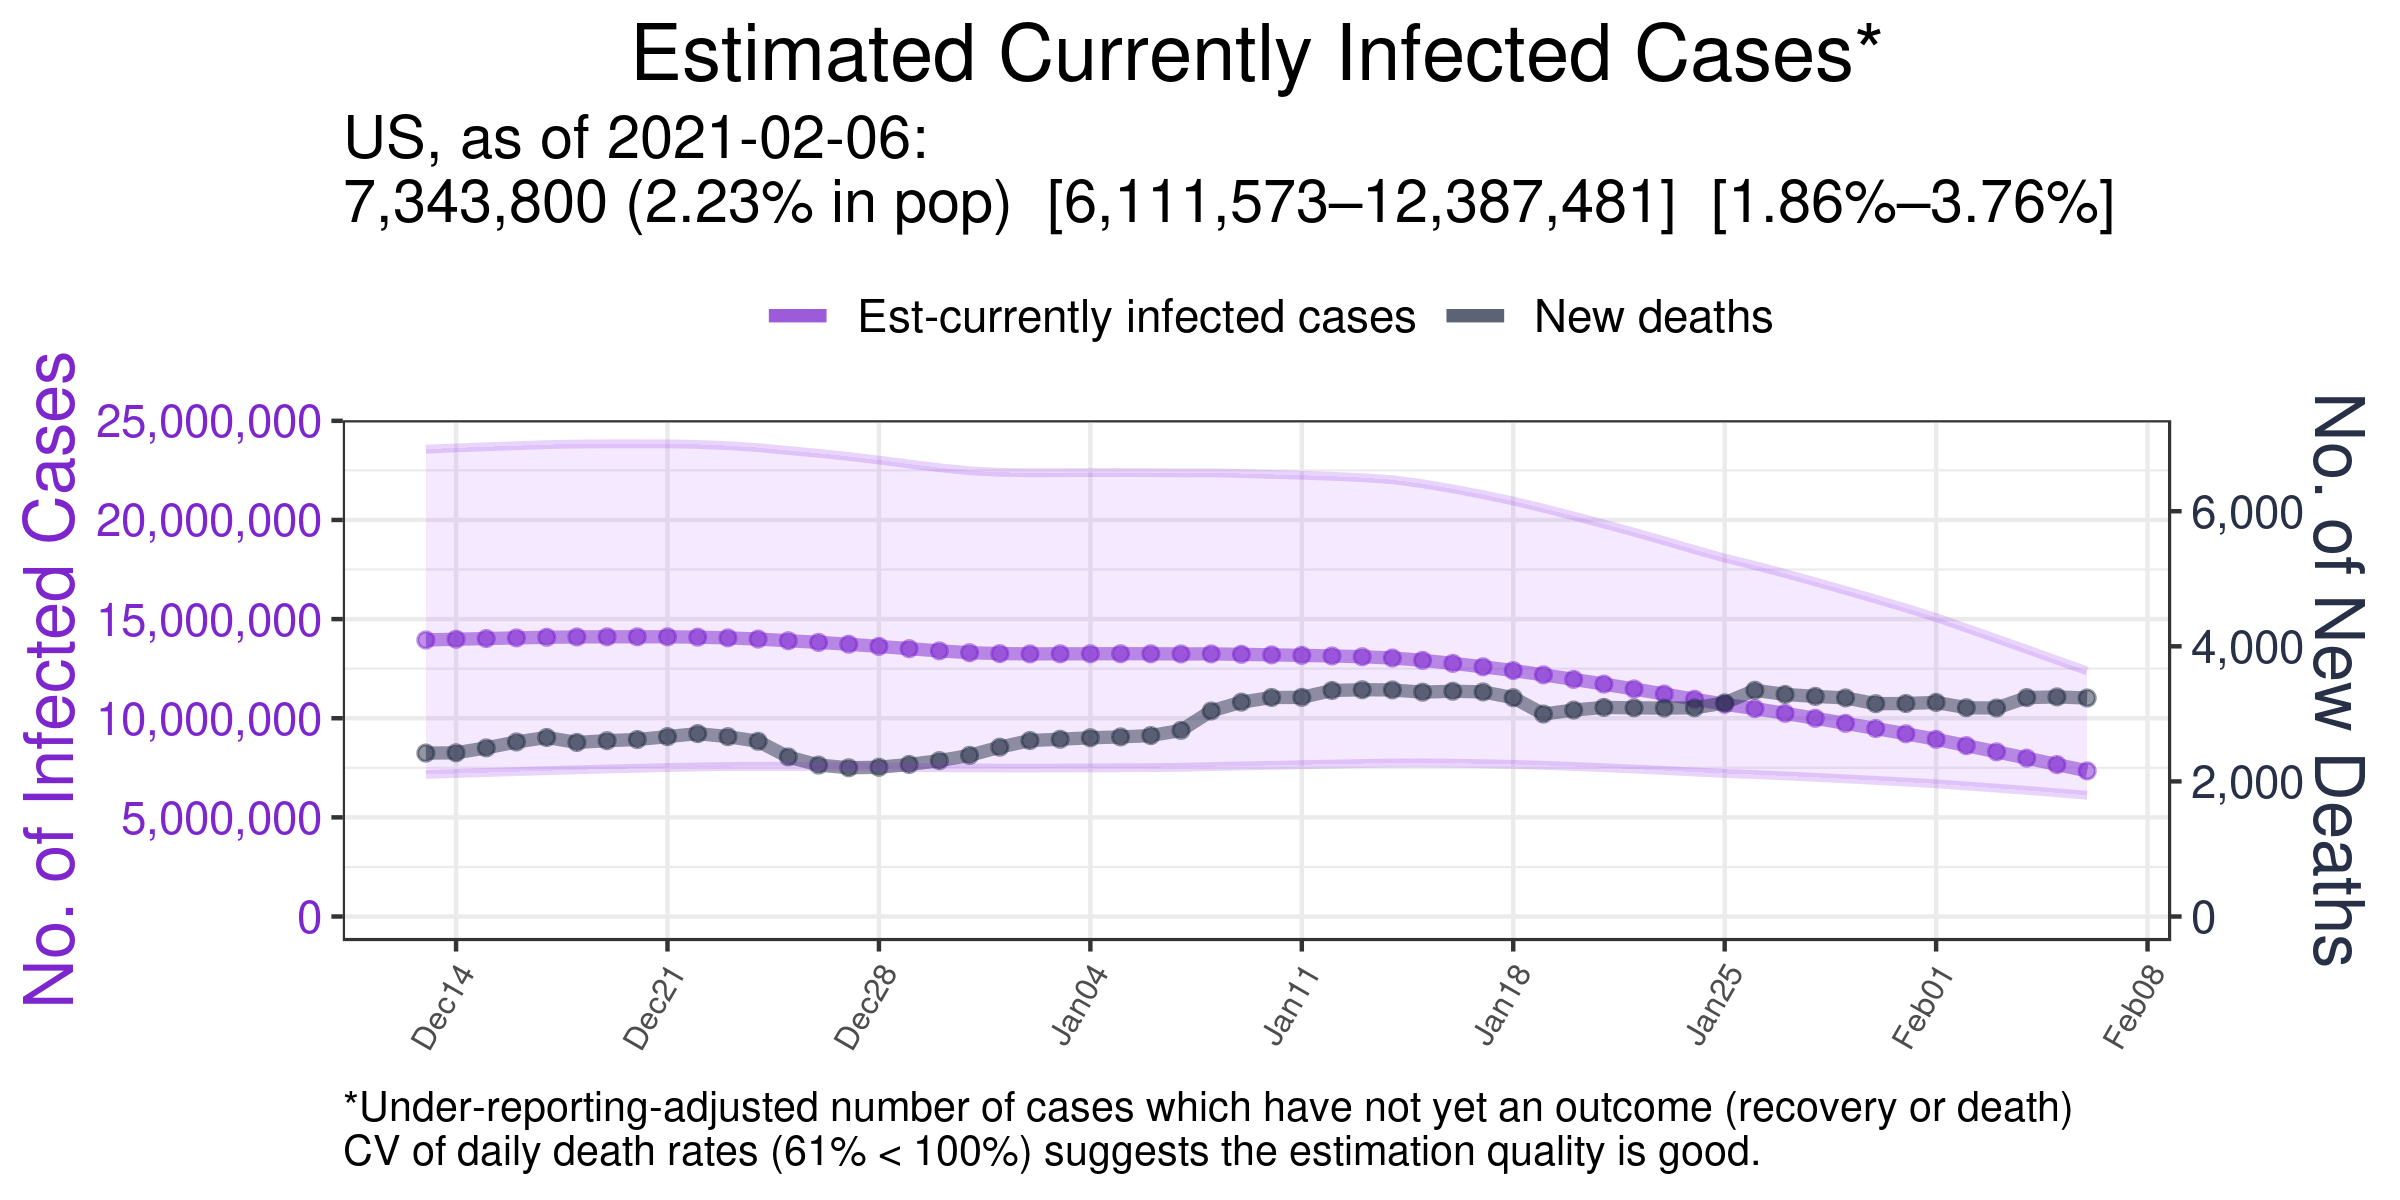 Estimated Currently Infected Cases*
US, as of 2021-02-06:
7,343,800 (2.23% in pop)  [6,111,573–12,387,481]  [1.86%–3.76%]
Est-currently infected cases
New deaths
No. of Infected Cases
25,000,000
20,000,000
15,000,000
10,000,000
5,000,000
0
6,000
4,000
2,000
0
No. of New Deaths
Dec14
Dec21
Dec28
Jan04
Jan11
Jan18
Jan25
Feb01
Feb08
*Under-reporting-adjusted number of cases which have not yet an outcome (recovery or death)
CV of daily death rates (61% < 100%) suggests the estimation quality is good.